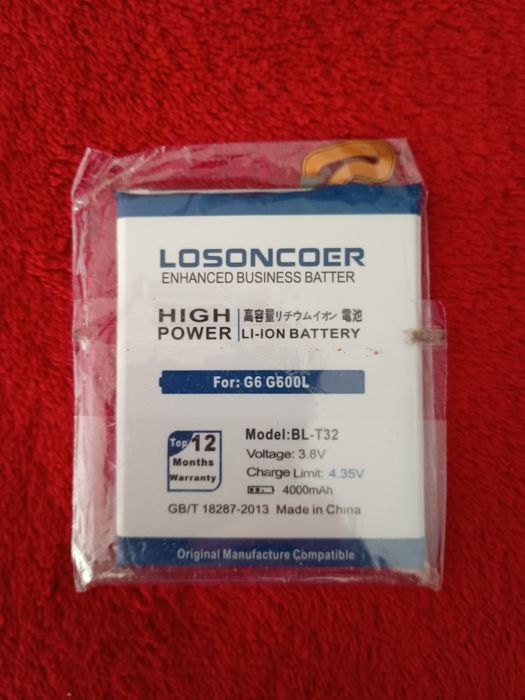 LOSONCOER
ENHANCED BUSINESS BATTER
HIGH POWER
高容量リチウムイオン 電池
LI-ION BATTERY
For: G6 G600L
Top 12 Months Warranty
Model:BL-T32
Voltage: 3.8V
Charge Limit: 4.35V
4000mAh
GB/T 18287-2013 Made in China
Original Manufacture Compatible